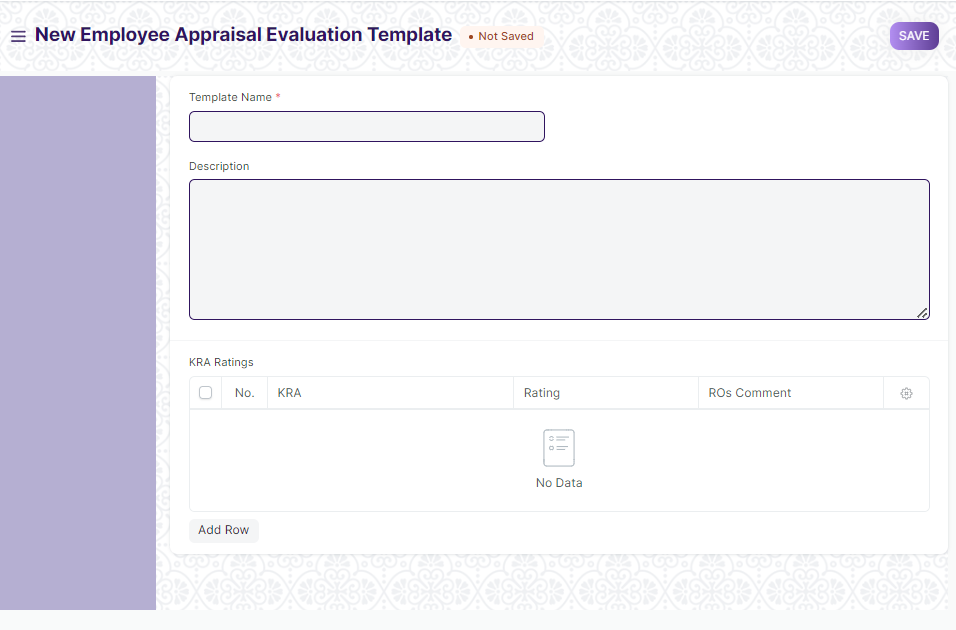 New Employee Appraisal Evaluation Template • Not Saved SAVE
Template Name *
Description
KRA Ratings
No. KRA Rating ROs Comment
No Data
Add Row